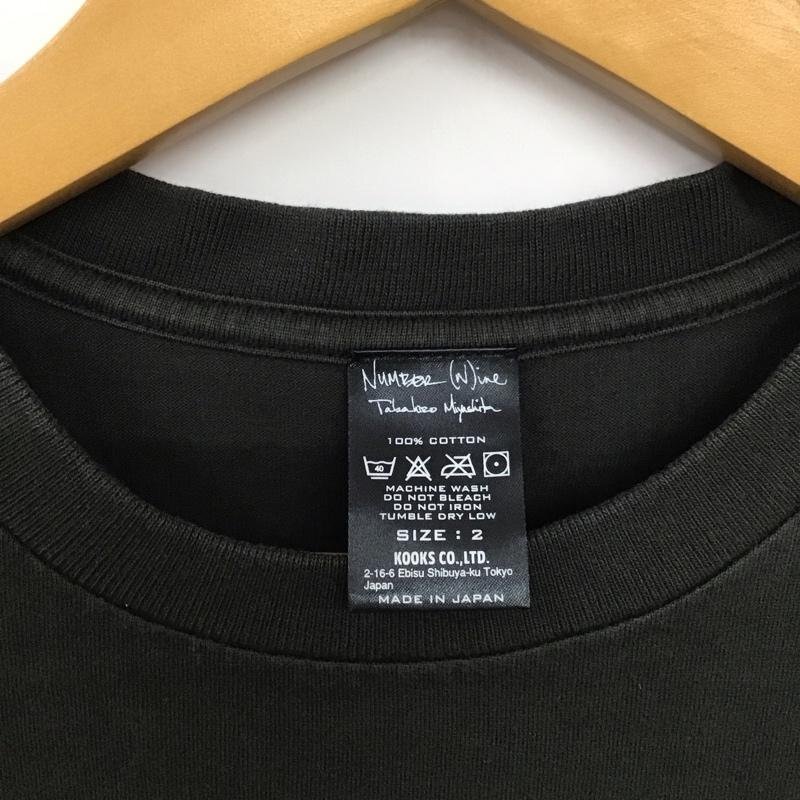 NUMBER (N)ine
Takahiro Miyashita
100% COTTON
40
MACHINE WASH
DO NOT BLEACH
DO NOT IRON
TUMBLE DRY LOW
SIZE : 2
KOOKS CO.,LTD.
2-16-6 Ebisu Shibuya-ku Tokyo
Japan
MADE IN JAPAN